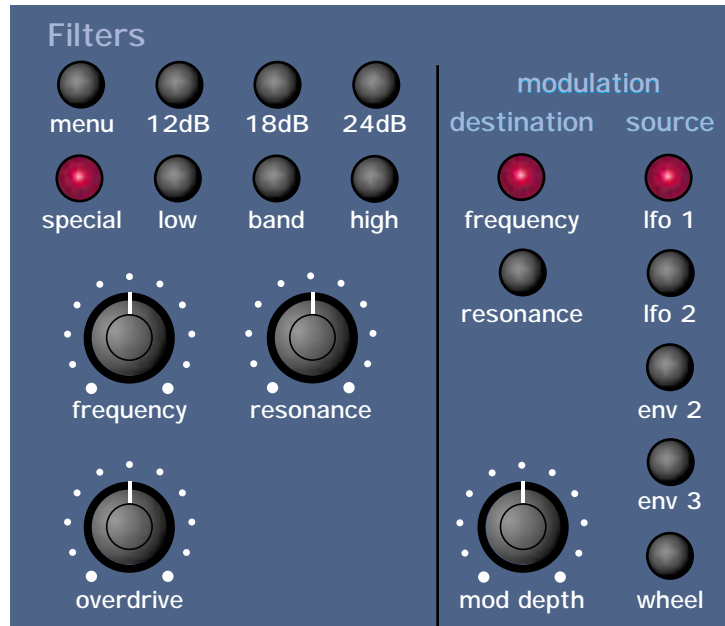 Filters
menu 12dB 18dB 24dB
special low band high
frequency resonance
overdrive
modulation
destination source
frequency lfo 1
resonance lfo 2
env 2
env 3
mod depth wheel